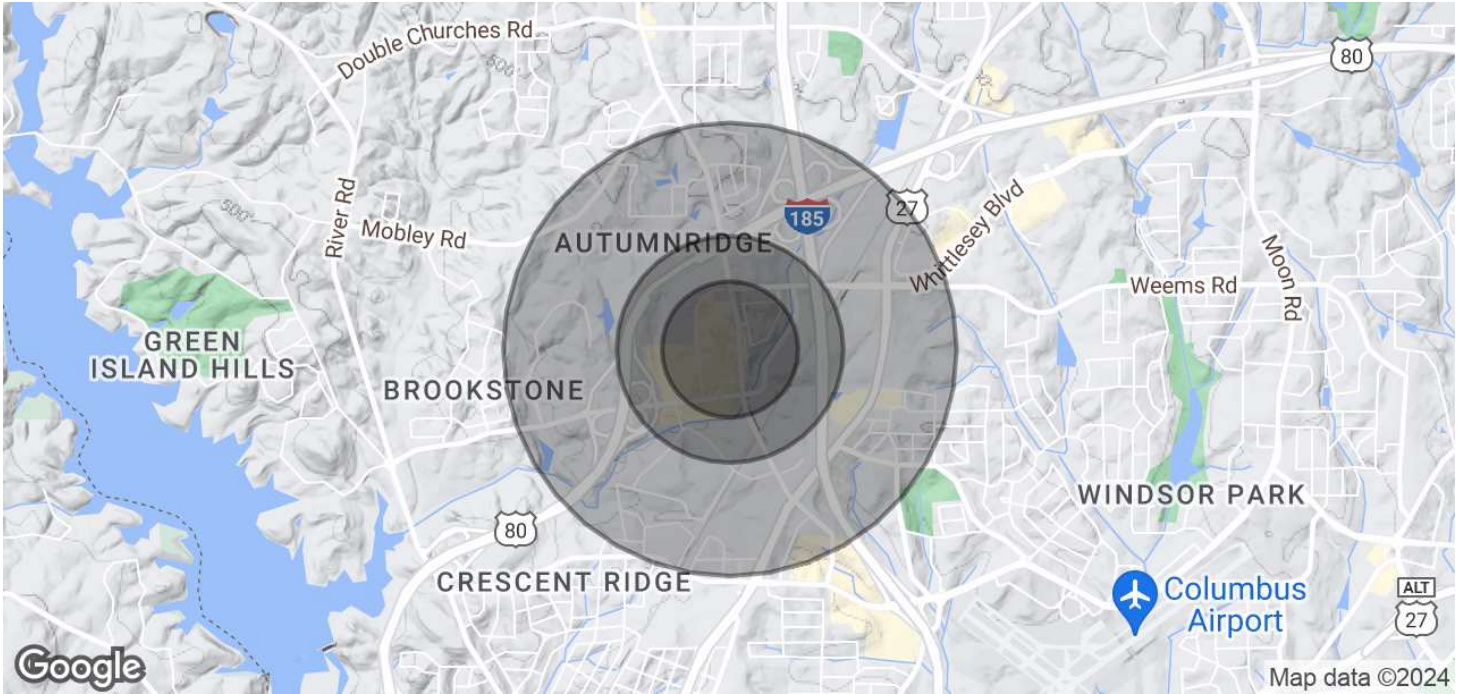 Double Churches Rd
80
500°
River Rd
Mobley Rd
500°
185
27
AUTUMNRIDGE
Whittlesey Blvd
Weems Rd
Moon Rd
GREEN
ISLAND HILLS
BROOKSTONE
80
WINDSOR PARK
CRESCENT RIDGE
Columbus
Airport
ALT
27
Google
Map data ©2024